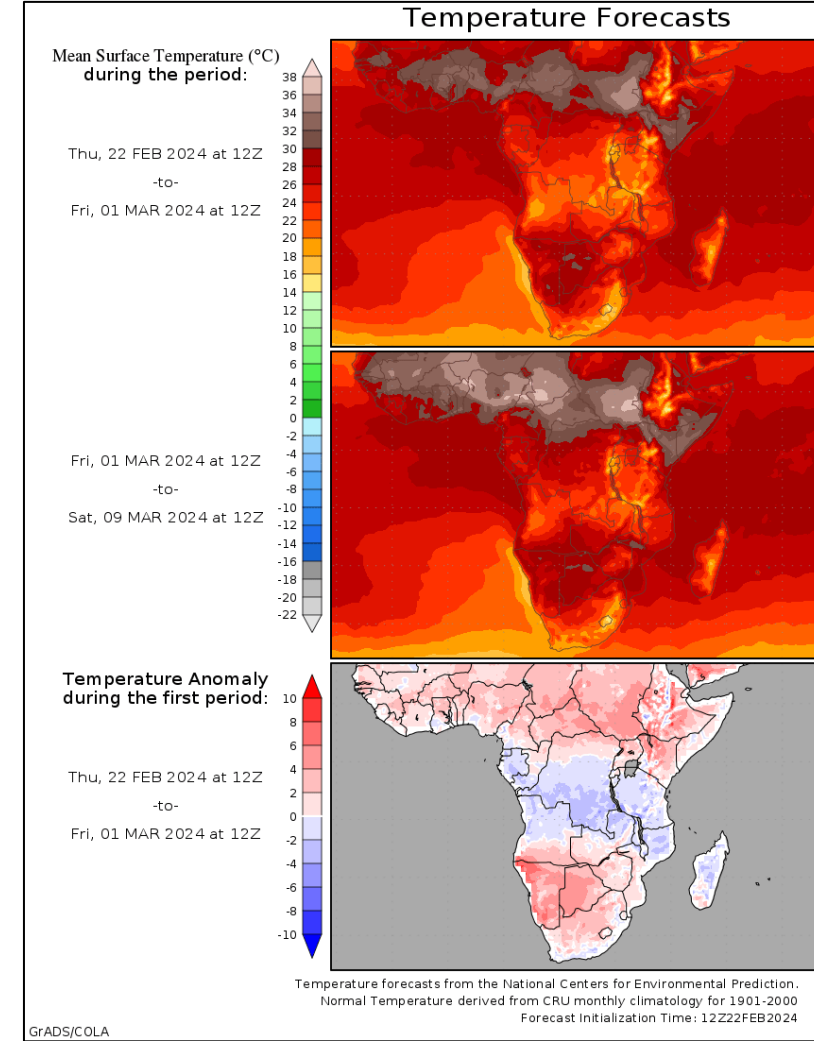 Temperature Forecasts
Mean Surface Temperature (°C)
during the period:
Thu, 22 FEB 2024 at 12Z
-to-
Fri, 01 MAR 2024 at 12Z
38
36
34
32
30
28
26
24
22
20
18
16
14
12
10
8
6
4
2
0
-2
-4
-6
-8
-10
-12
-14
-16
-18
-20
-22
Fri, 01 MAR 2024 at 12Z
-to-
Sat, 09 MAR 2024 at 12Z
Temperature Anomaly
during the first period:
Thu, 22 FEB 2024 at 12Z
-to-
Fri, 01 MAR 2024 at 12Z
10
8
6
4
2
0
-2
-4
-6
-8
-10
Temperature forecasts from the National Centers for Environmental Prediction.
Normal Temperature derived from CRU monthly climatology for 1901-2000
Forecast Initialization Time: 12Z22FEB2024
GrADS/COLA